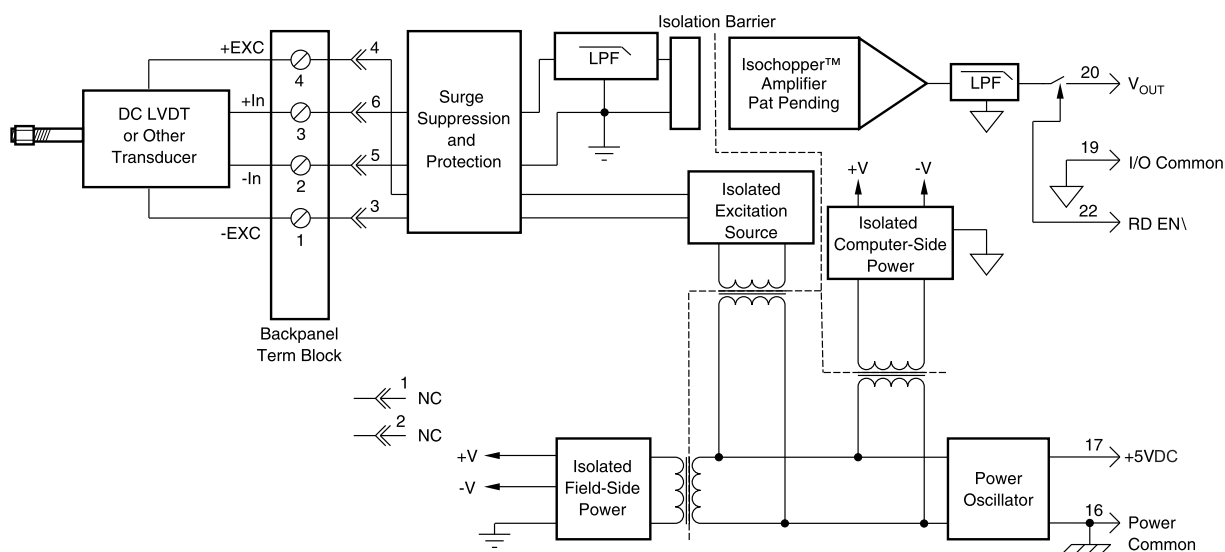 Isolation Barrier
+EXC
4
4
LPF
Isochopper™
Amplifier
Pat Pending
LPF
20
V_OUT
DC LVDT
or Other
Transducer
+In
3
6
Surge
Suppression
and
Protection
-In
2
5
-EXC
1
3
19
I/O Common
Isolated
Excitation
Source
+V
-V
Isolated
Computer-Side
Power
22
RD EN\
Backpanel
Term Block
1
NC
2
NC
+V
-V
Isolated
Field-Side
Power
Power
Oscillator
17
+5VDC
16
Power
Common